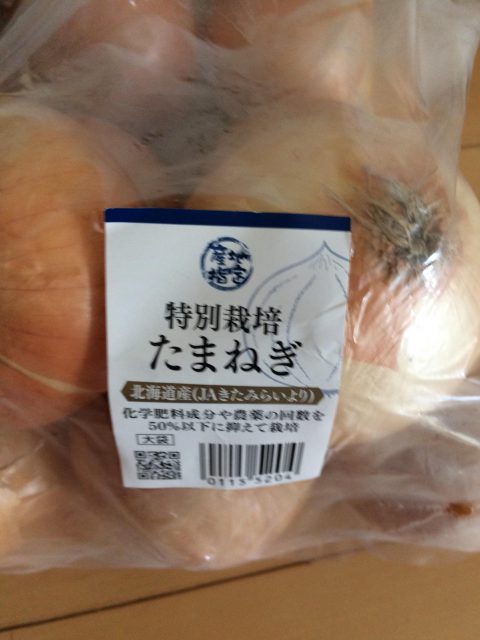 産地指定
特別栽培
たまねぎ
北海道産(JAきたみらいより)
化学肥料成分や農薬の回数を
50%以下に抑えて栽培
大袋
0115 5204